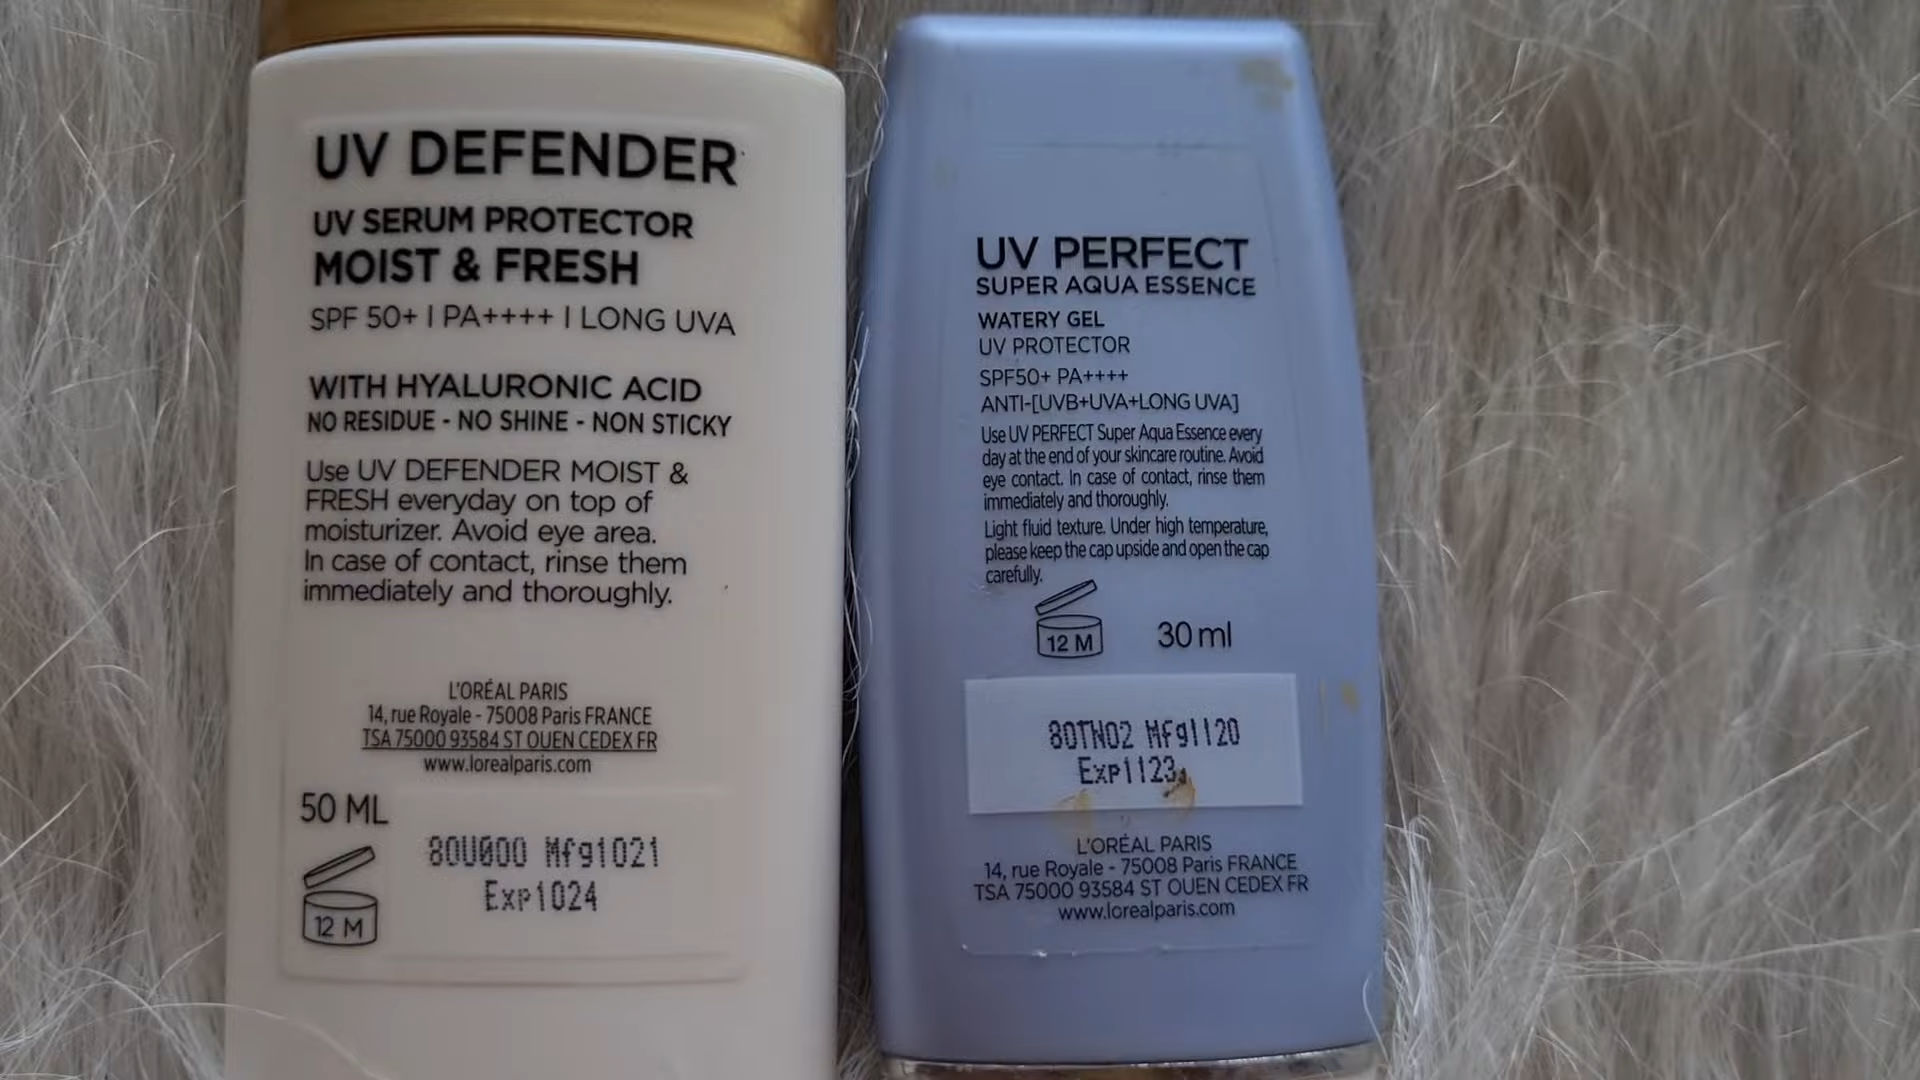 UV DEFENDER
UV SERUM PROTECTOR
MOIST & FRESH
SPF 50+ I PA++++ I LONG UVA
WITH HYALURONIC ACID
NO RESIDUE - NO SHINE - NON STICKY
Use UV DEFENDER MOIST &
FRESH everyday on top of
moisturizer. Avoid eye area.
In case of contact, rinse them
immediately and thoroughly.
L'ORÉAL PARIS
14, rue Royale - 75008 Paris FRANCE
TSA 75000 93584 ST OUEN CEDEX FR
www.lorealparis.com
50 ML
80U000 Mfg1021
Exp1024
12 M
UV PERFECT
SUPER AQUA ESSENCE
WATERY GEL
UV PROTECTOR
SPF50+ PA++++
ANTI-[UVB+UVA+LONG UVA]
Use UV PERFECT Super Aqua Essence every
day at the end of your skincare routine. Avoid
eye contact. In case of contact, rinse them
immediately and thoroughly.
Light fluid texture. Under high temperature,
please keep the cap upside and open the cap
carefully.
12 M 30 ml
80TN02 Mfg1120
Exp1123
L'ORÉAL PARIS
14, rue Royale - 75008 Paris FRANCE
TSA 75000 93584 ST OUEN CEDEX FR
www.lorealparis.com